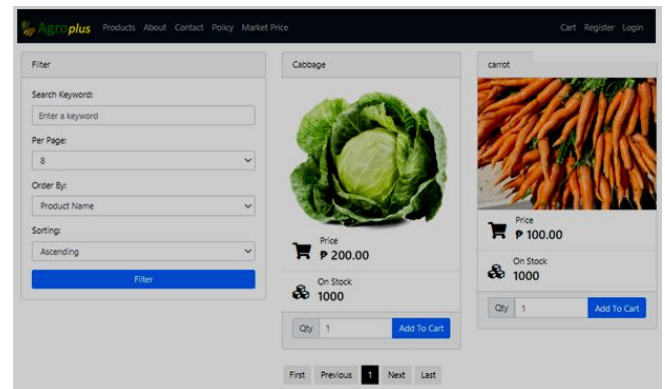 Agroplus Products About Contact Policy Market Price Cart Register Login
Filter
Search Keyword:
Enter a keyword
Per Page:
8
Order By:
Product Name
Sorting:
Ascending
Filter
Cabbage
Price
₱ 200.00
On Stock
1000
Qty 1 Add To Cart
carrot
Price
₱ 100.00
On Stock
1000
Qty 1 Add To Cart
First Previous 1 Next Last